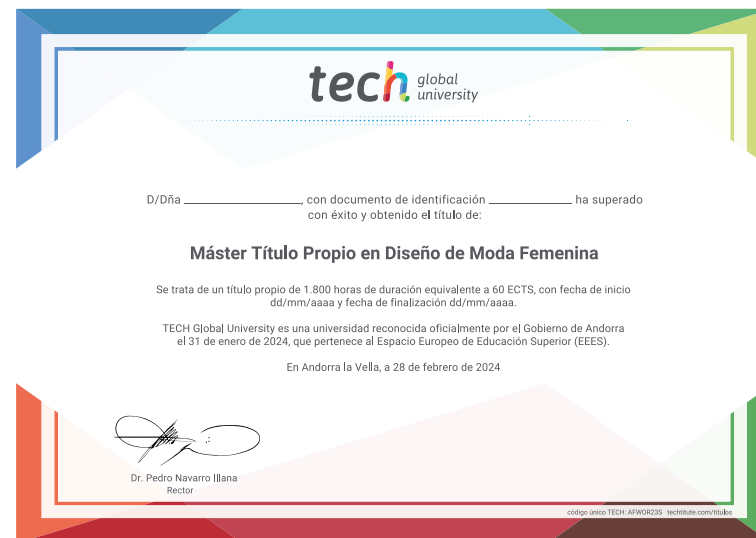 tech global university
D/Dña ____________________, con documento de identificación ______________ ha superado
con éxito y obtenido el título de:
Máster Título Propio en Diseño de Moda Femenina
Se trata de un título propio de 1.800 horas de duración equivalente a 60 ECTS, con fecha de inicio
dd/mm/aaaa y fecha de finalización dd/mm/aaaa.
TECH Global University es una universidad reconocida oficialmente por el Gobierno de Andorra
el 31 de enero de 2024, que pertenece al Espacio Europeo de Educación Superior (EEES).
En Andorra la Vella, a 28 de febrero de 2024
Dr. Pedro Navarro Illana
Rector
código único TECH: AFWOR23S techtitute.com/titulos